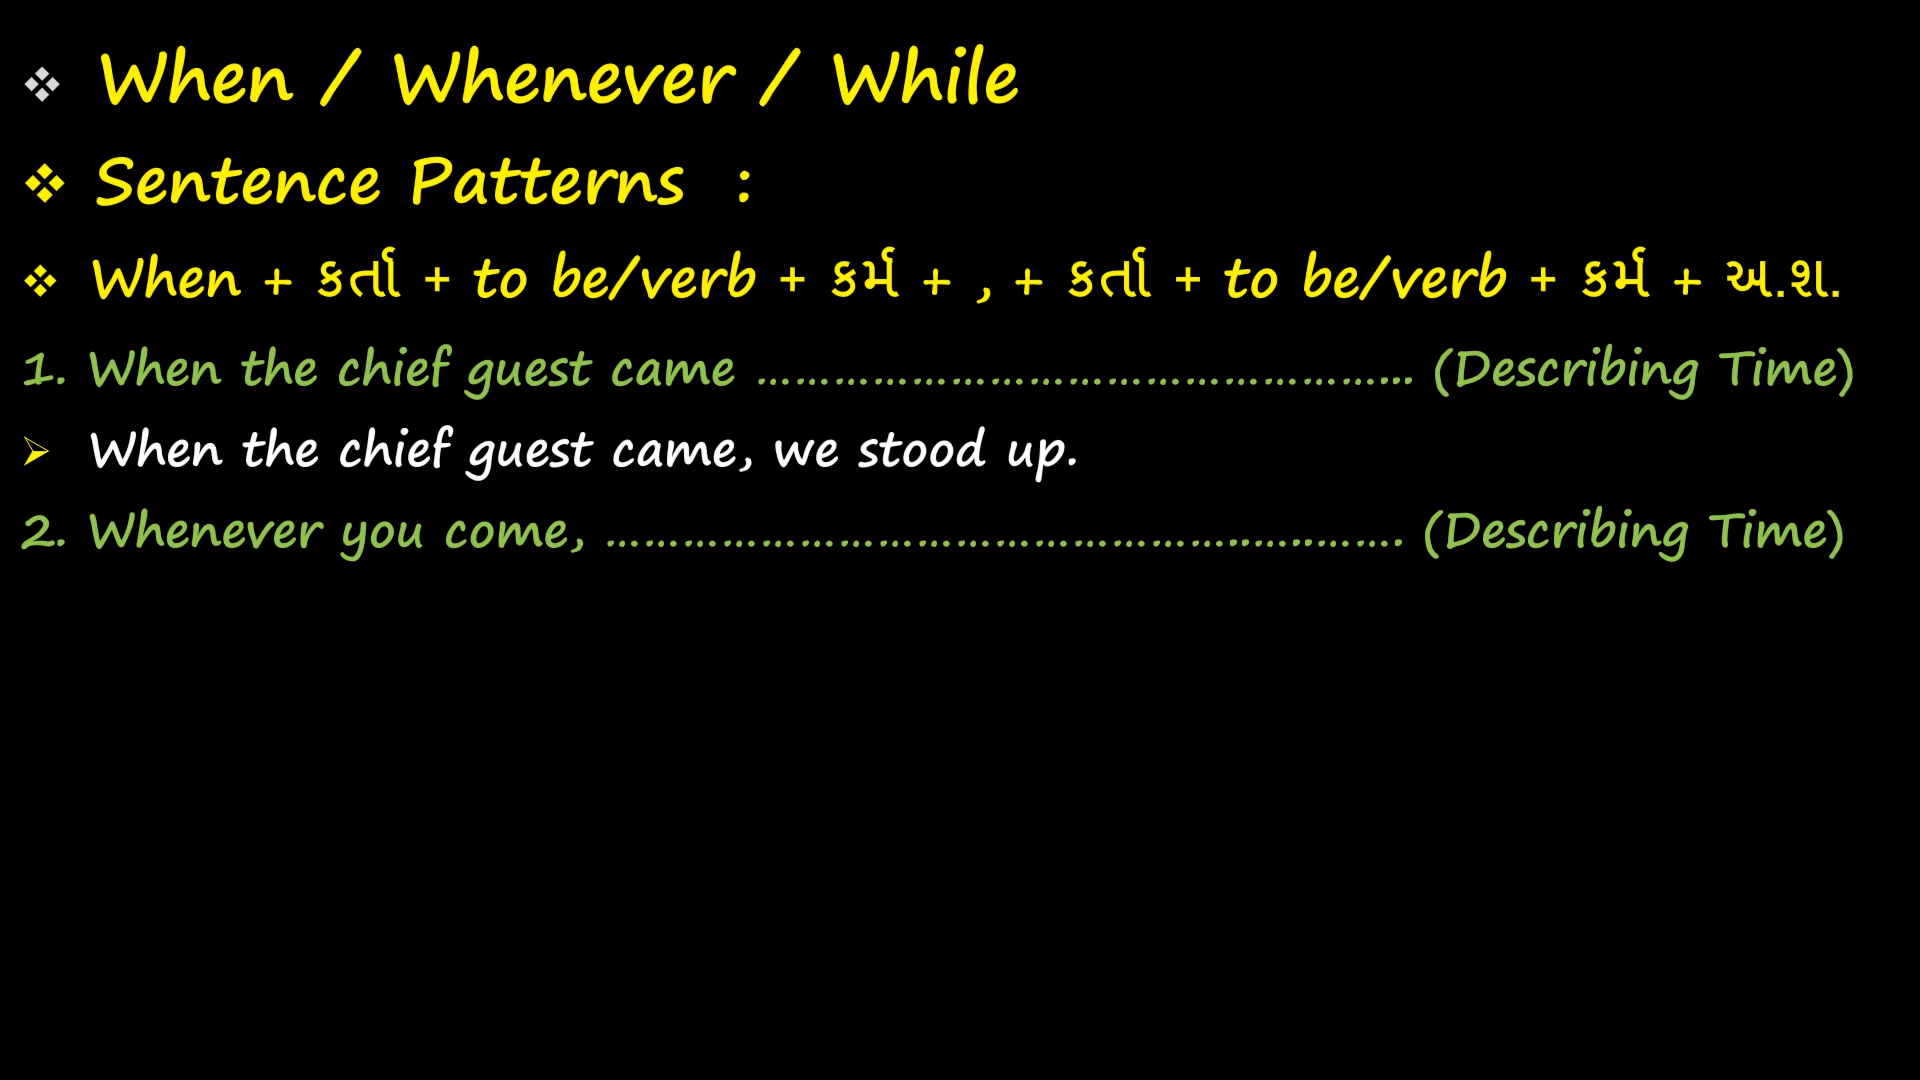 ❖ When / Whenever / While
❖ Sentence Patterns :
❖ When + કર્તા + to be/verb + કર્મ + , + કર્તા + to be/verb + કર્મ + અ.શ.
1. When the chief guest came …………………………………………….. (Describing Time)
➢ When the chief guest came, we stood up.
2. Whenever you come, …………………………………………..…..……. (Describing Time)